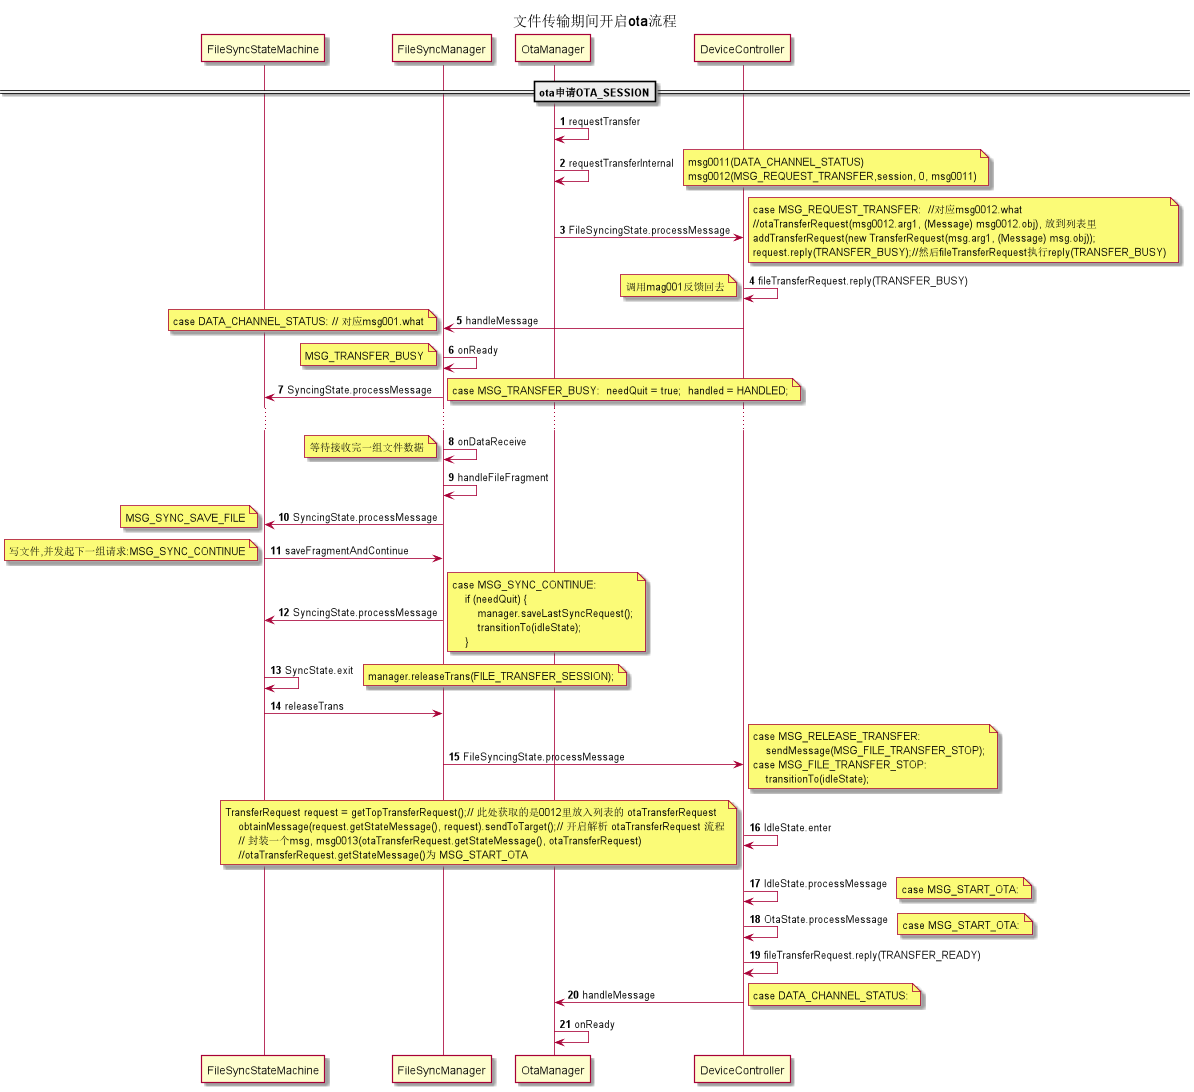 文件传输期间开启ota流程
FileSyncStateMachine
FileSyncManager
OtaManager
DeviceController
ota申请OTA_SESSION
1 requestTransfer
2 requestTransferInternal
msg0011(DATA_CHANNEL_STATUS)
msg0012(MSG_REQUEST_TRANSFER,session, 0, msg0011)
3 FileSyncingState.processMessage
case MSG_REQUEST_TRANSFER:  //对应msg0012.what
//otaTransferRequest(msg0012.arg1, (Message) msg0012.obj), 放到列表里
addTransferRequest(new TransferRequest(msg.arg1, (Message) msg.obj));
request.reply(TRANSFER_BUSY);//然后fileTransferRequest执行reply(TRANSFER_BUSY)
调用mag001反馈回去
4 fileTransferRequest.reply(TRANSFER_BUSY)
case DATA_CHANNEL_STATUS: // 对应msg001.what
5 handleMessage
MSG_TRANSFER_BUSY
6 onReady
7 SyncingState.processMessage
case MSG_TRANSFER_BUSY:  needQuit = true;  handled = HANDLED;
等待接收完一组文件数据
8 onDataReceive
9 handleFileFragment
MSG_SYNC_SAVE_FILE
10 SyncingState.processMessage
写文件,并发起下一组请求:MSG_SYNC_CONTINUE
11 saveFragmentAndContinue
12 SyncingState.processMessage
case MSG_SYNC_CONTINUE:
if (needQuit) {
manager.saveLastSyncRequest();
transitionTo(idleState);
}
13 SyncState.exit
manager.releaseTrans(FILE_TRANSFER_SESSION);
14 releaseTrans
15 FileSyncingState.processMessage
case MSG_RELEASE_TRANSFER:
sendMessage(MSG_FILE_TRANSFER_STOP);
case MSG_FILE_TRANSFER_STOP:
transitionTo(idleState);
TransferRequest request = getTopTransferRequest();// 此处获取的是0012里放入列表的 otaTransferRequest
obtainMessage(request.getStateMessage(), request).sendToTarget();// 开启解析 otaTransferRequest 流程
// 封装一个msg, msg0013(otaTransferRequest.getStateMessage(), otaTransferRequest)
//otaTransferRequest.getStateMessage()为 MSG_START_OTA
16 IdleState.enter
17 IdleState.processMessage
case MSG_START_OTA:
18 OtaState.processMessage
case MSG_START_OTA:
19 fileTransferRequest.reply(TRANSFER_READY)
20 handleMessage
case DATA_CHANNEL_STATUS:
21 onReady
FileSyncStateMachine
FileSyncManager
OtaManager
DeviceController